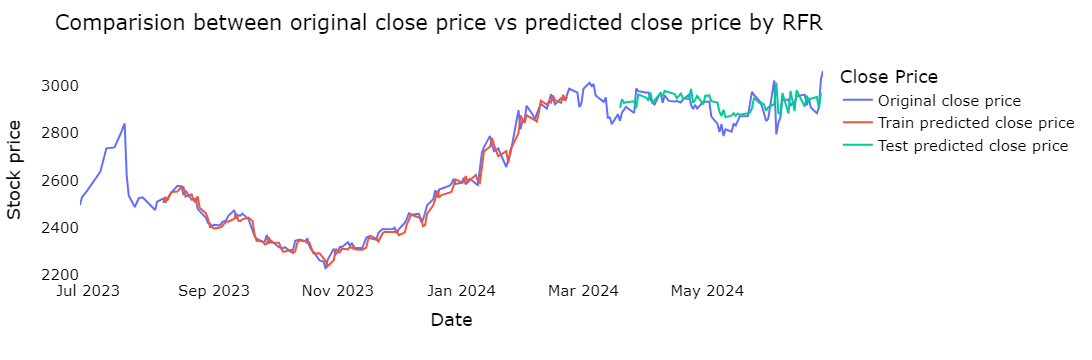 Comparision between original close price vs predicted close price by RFR
Stock price
3000
2800
2600
2400
2200
Jul 2023 Sep 2023 Nov 2023 Jan 2024 Mar 2024 May 2024
Date
Close Price
Original close price
Train predicted close price
Test predicted close price